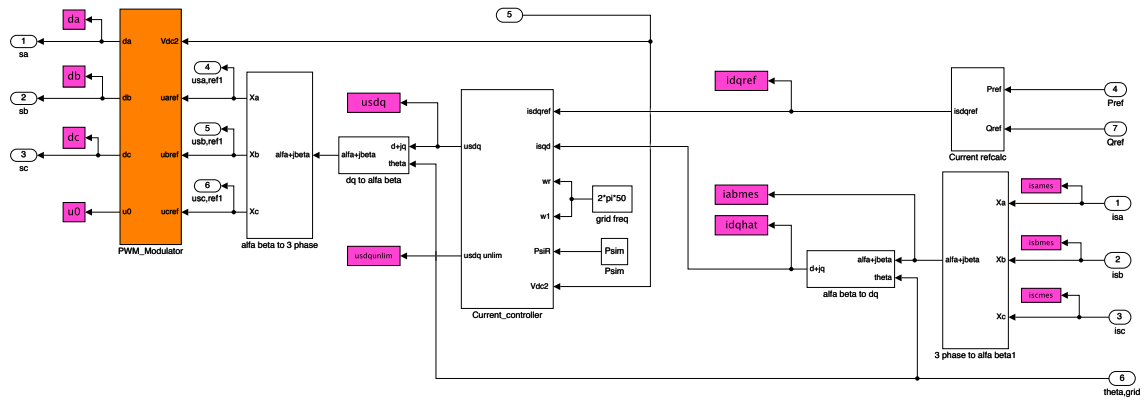 da
1
sa
da
Vdc2
db
2
sb
db
uaref
4
usa,ref1
Xa
dc
3
sc
dc
ubref
5
usb,ref1
Xb
alfa+jbeta
u0
u0
ucref
6
usc,ref1
Xc
PWM_Modulator
alfa beta to 3 phase
usdq
alfa+jbeta
d+jq
theta
dq to alfa beta
usdqunlim
5
isdqref
usdq
isqd
wr
w1
2*pi*50
grid freq
PsiR
Psim
Psim
usdq unlim
Vdc2
Current_controller
idqref
isdqref
Pref
Qref
Current refcalc
4
Pref
7
Qref
iabmes
idqhat
d+jq
alfa+jbeta
theta
alfa beta to dq
alfa+jbeta
Xa
Xb
Xc
3 phase to alfa beta1
isames
1
isa
isbmes
2
isb
iscmes
3
isc
6
theta,grid